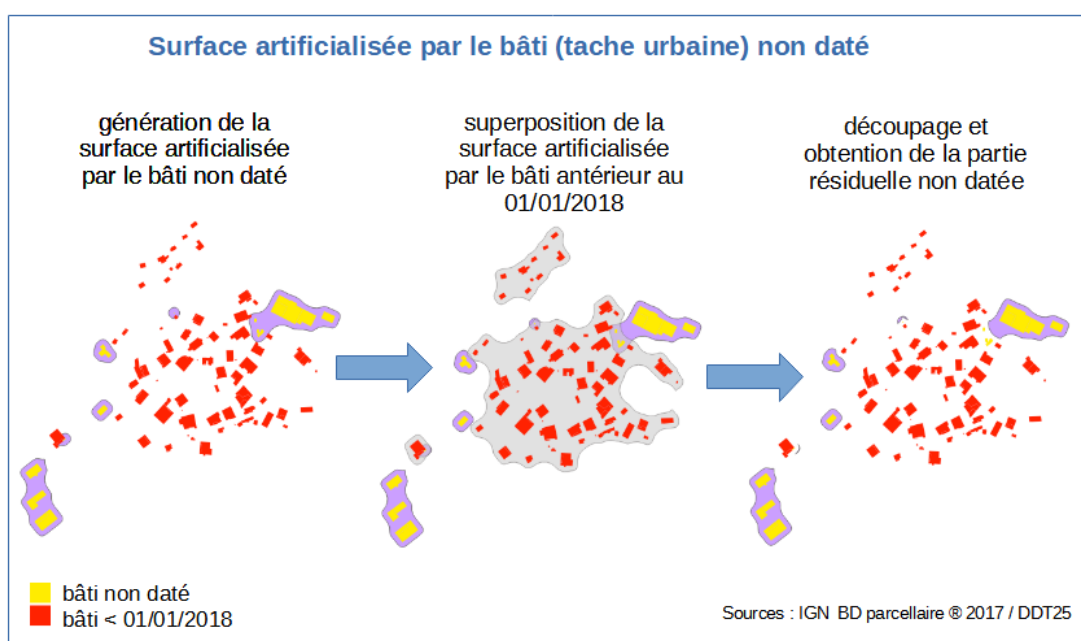 Surface artificialisée par le bâti (tache urbaine) non daté
génération de la
surface artificialisée
par le bâti non daté
superposition de la
surface artificialisée
par le bâti antérieur au
01/01/2018
découpage et
obtention de la partie
résiduelle non datée
bâti non daté
bâti < 01/01/2018
Sources : IGN BD parcellaire ® 2017 / DDT25